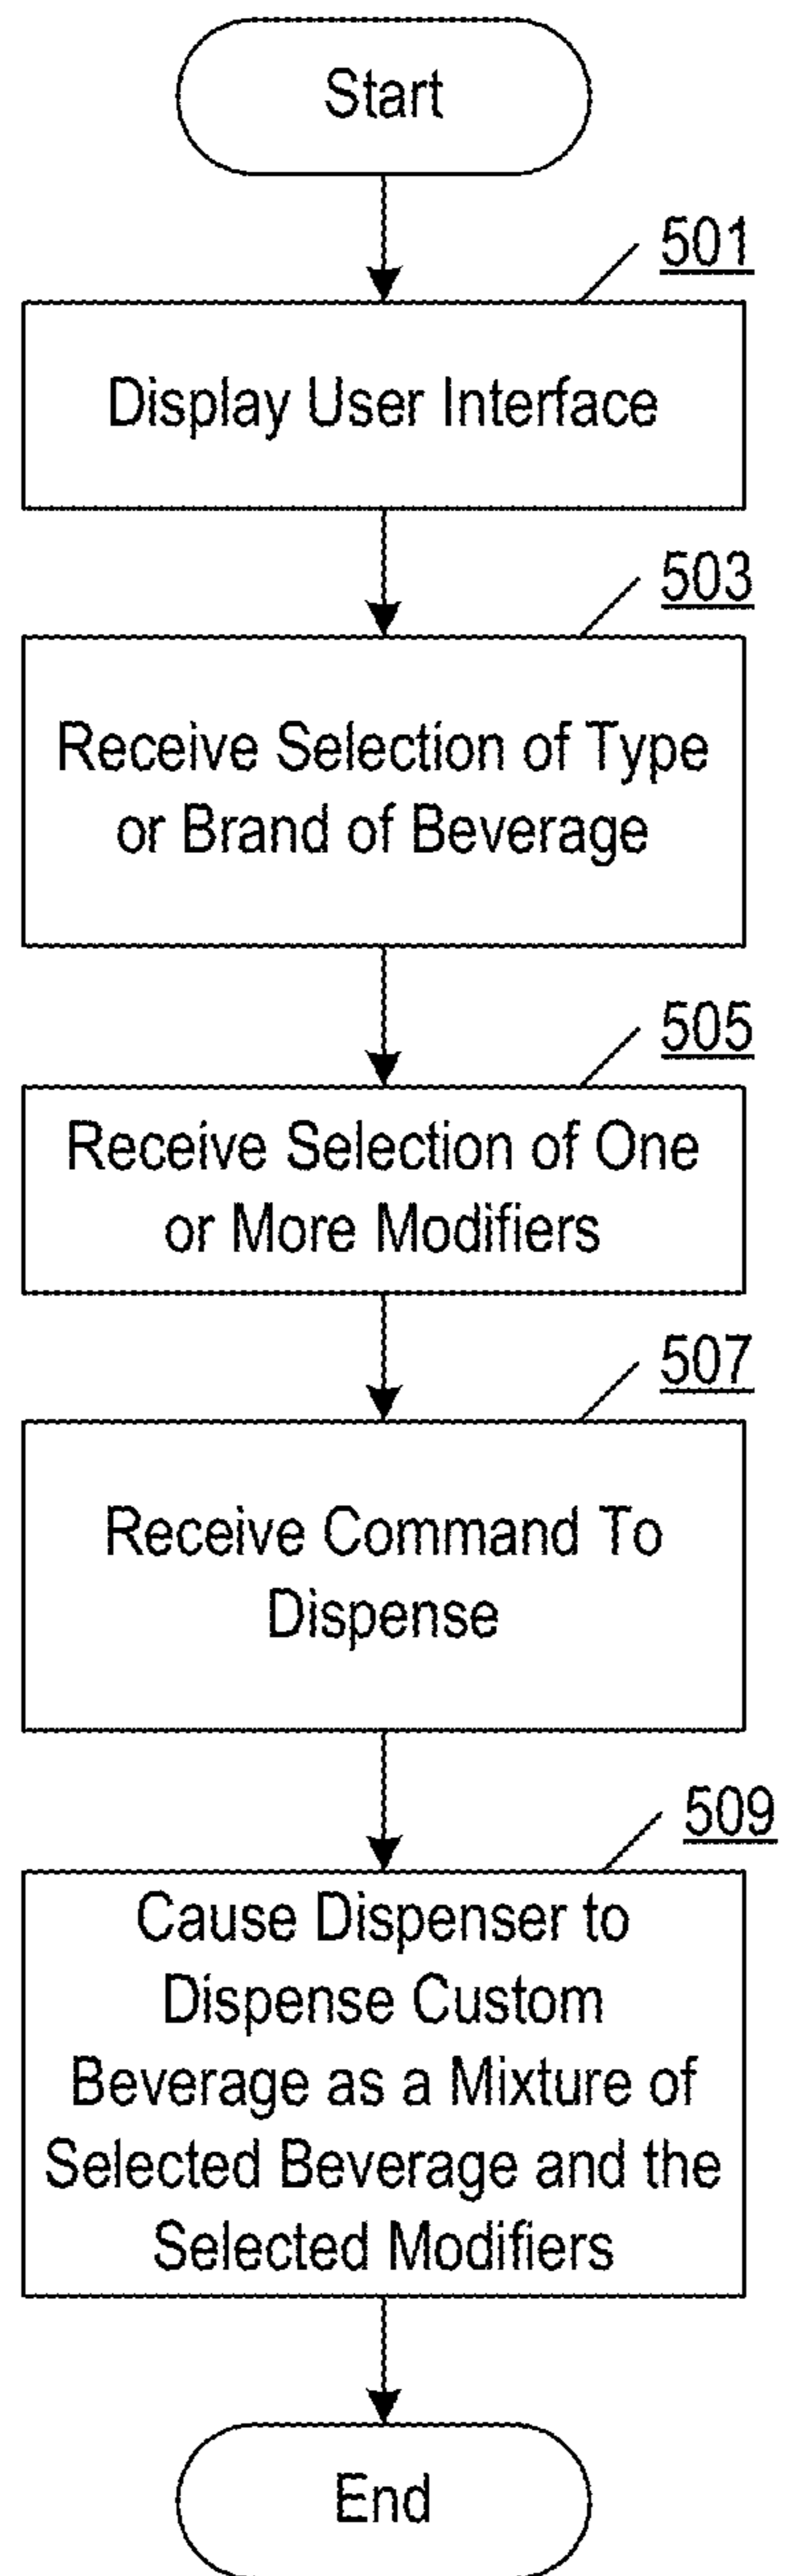 Start
501
Display User Interface
503
Receive Selection of Type
or Brand of Beverage
505
Receive Selection of One
or More Modifiers
507
Receive Command To
Dispense
509
Cause Dispenser to
Dispense Custom
Beverage as a Mixture of
Selected Beverage and the
Selected Modifiers
End